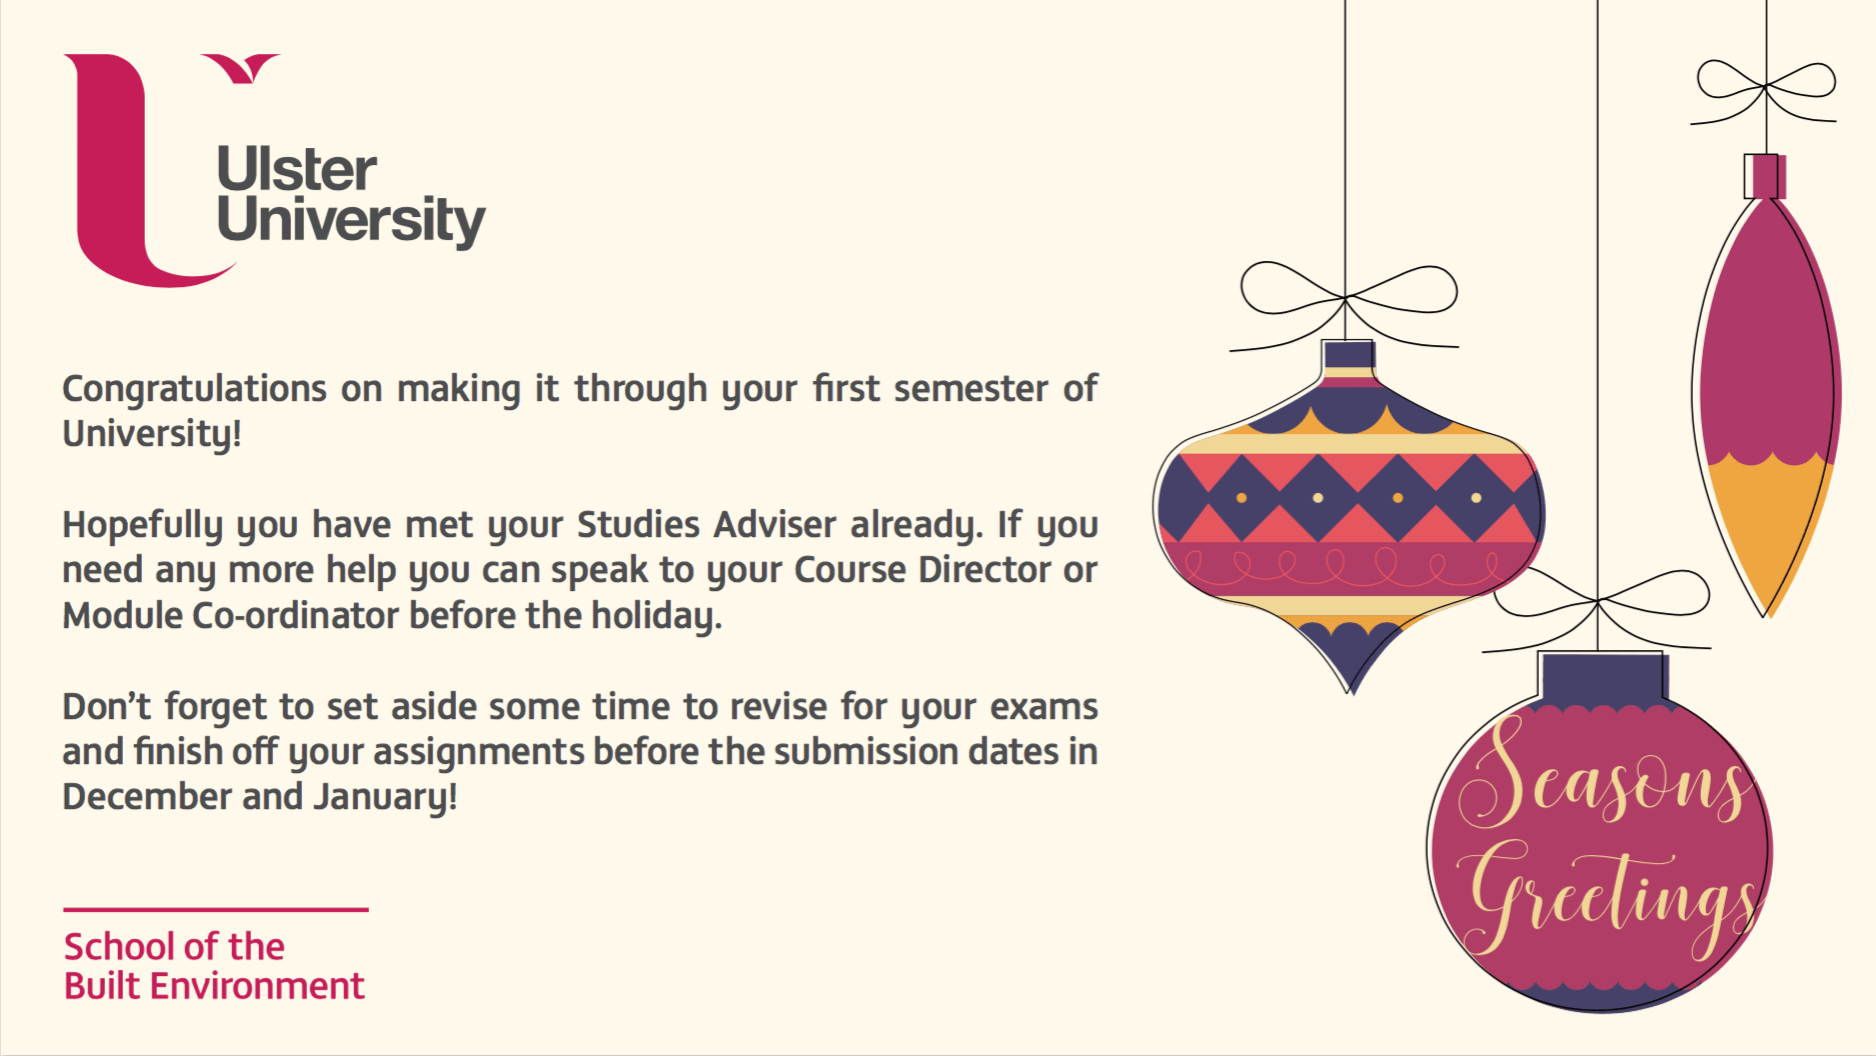 Ulster
University
Congratulations on making it through your first semester of
University!
Hopefully you have met your Studies Adviser already. If you
need any more help you can speak to your Course Director or
Module Co-ordinator before the holiday.
Don’t forget to set aside some time to revise for your exams
and finish off your assignments before the submission dates in
December and January!
School of the
Built Environment
Seasons
Greetings